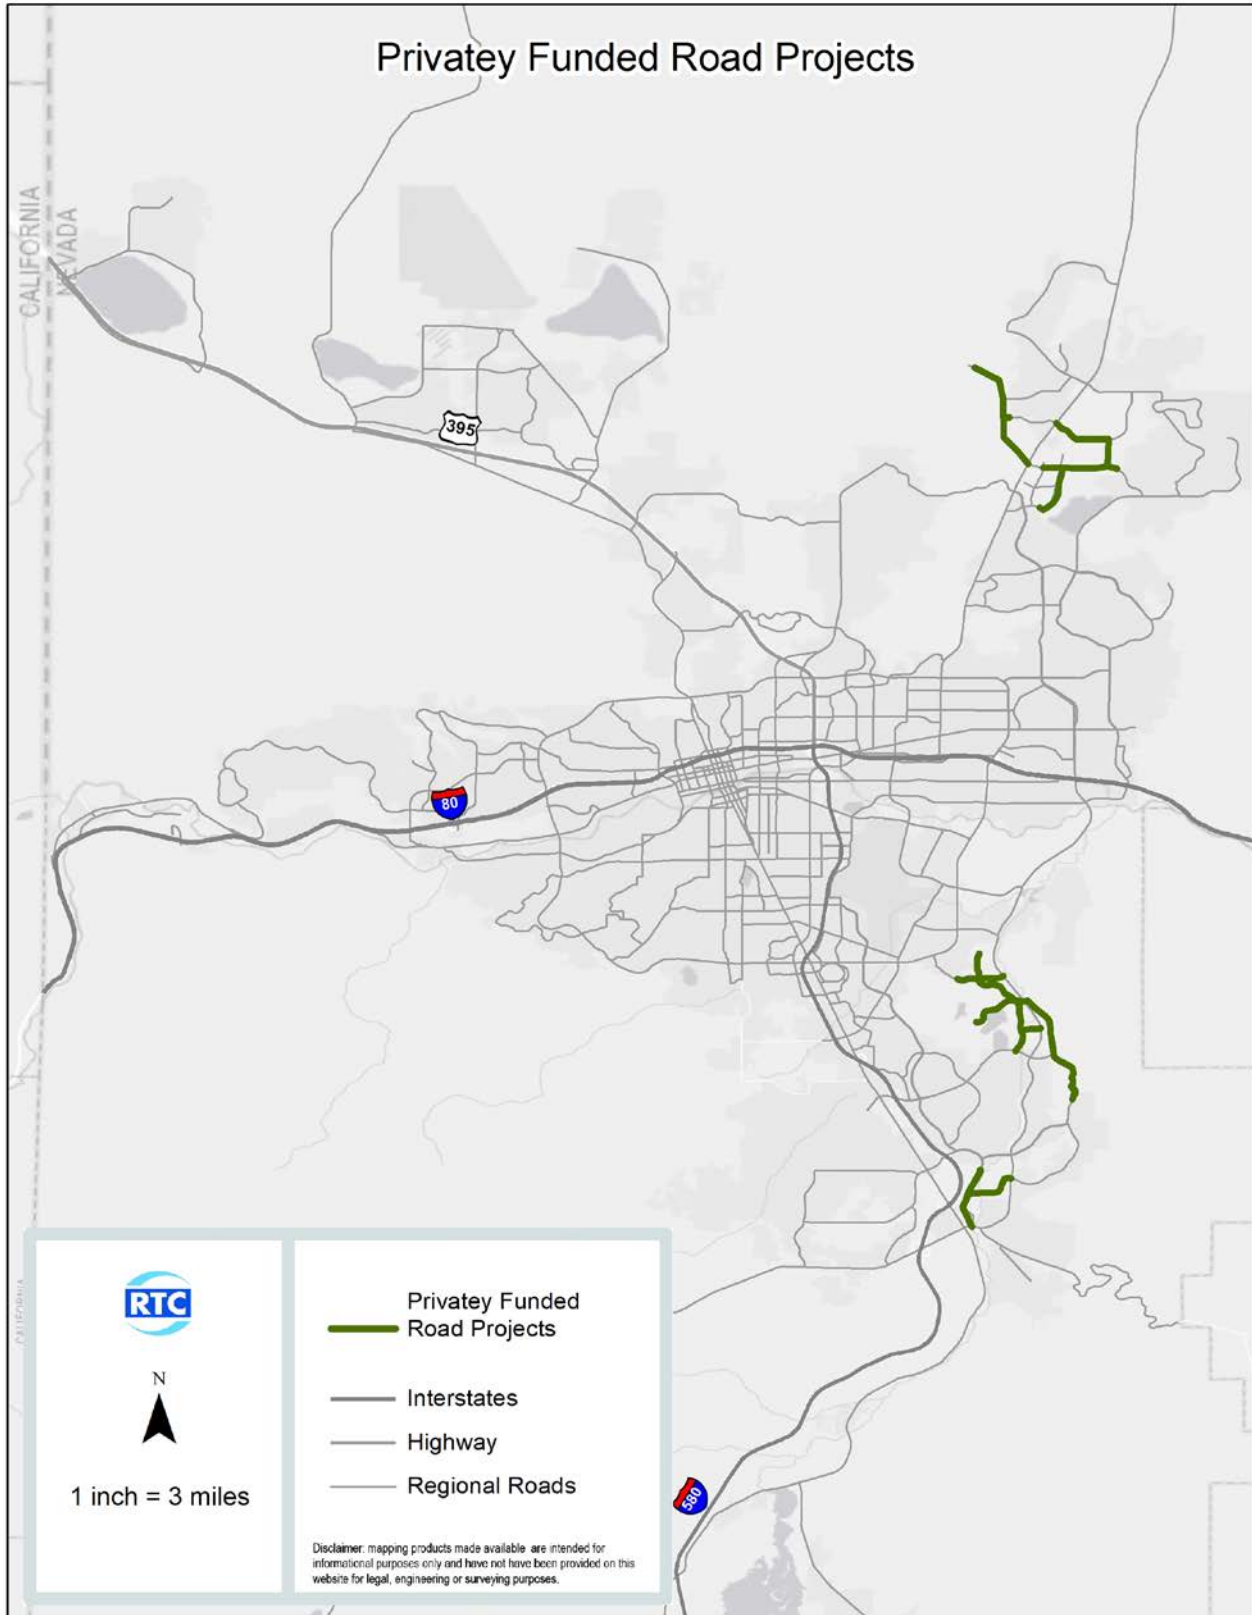 Privatey Funded Road Projects
CALIFORNIA
NEVADA
395
80
580
CALIFORNIA
RTC
N
1 inch = 3 miles
Privatey Funded
Road Projects
Interstates
Highway
Regional Roads
Disclaimer: mapping products made available are intended for
informational purposes only and have not have been provided on this
website for legal, engineering or surveying purposes.